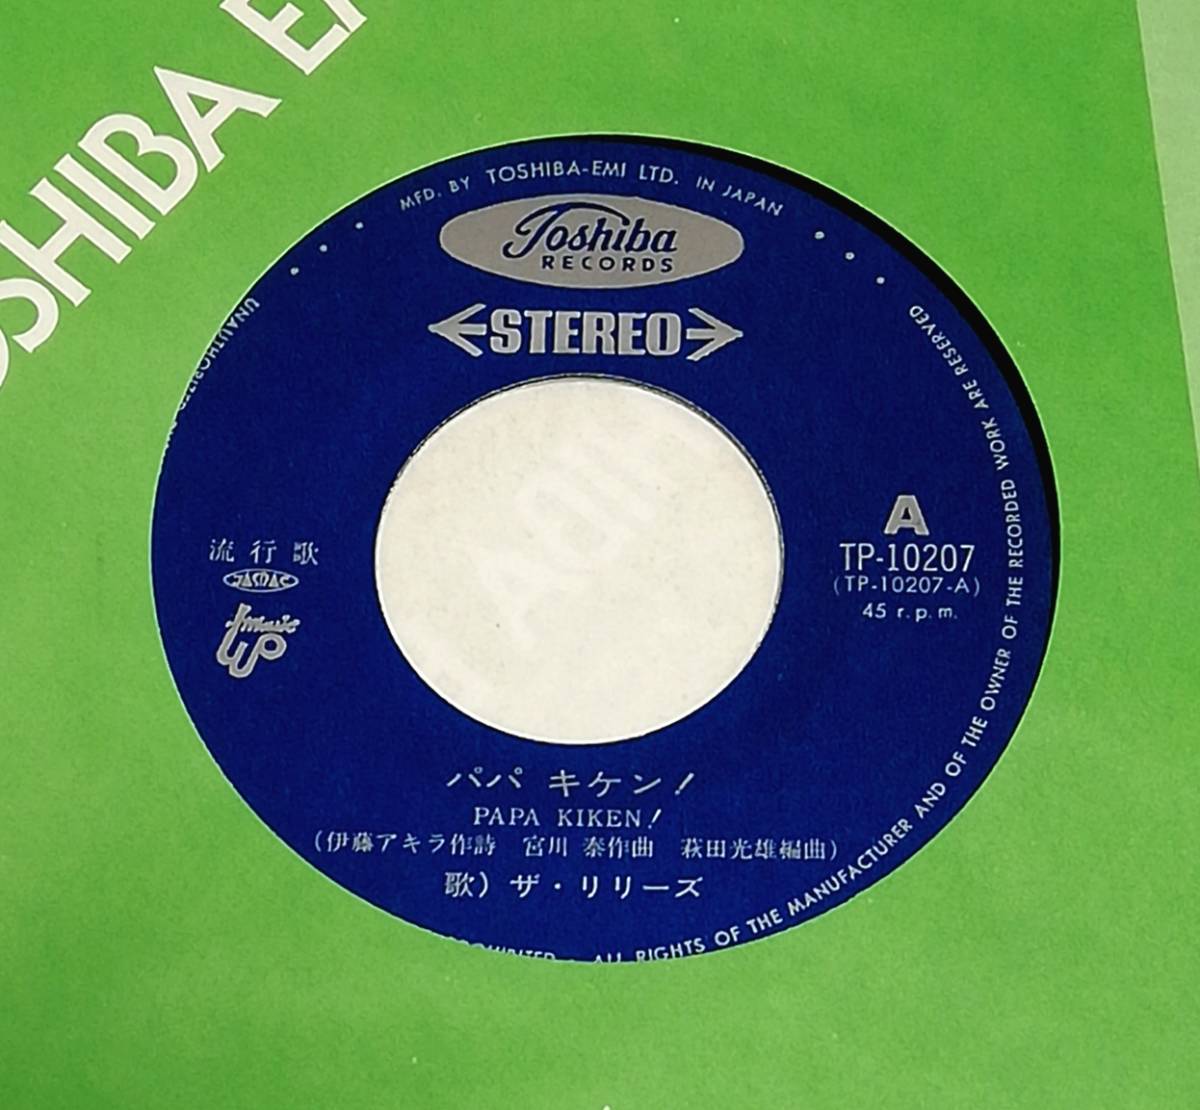 TOSHIBA
MFD. BY TOSHIBA-EMI LTD. IN JAPAN
Toshiba
RECORDS
STEREO
流行歌
JASRAC
A
TP-10207
(TP-10207-A)
45 r.p.m.
パパ キケン!
PAPA KIKEN!
(伊藤アキラ作詩 宮川 泰作曲 萩田光雄編曲)
歌)ザ・リリーズ
ALL RIGHTS OF THE MANUFACTURER AND OF THE OWNER OF THE RECORDED WORK ARE RESERVED
UNAUTHORIZED
PROHIBITED